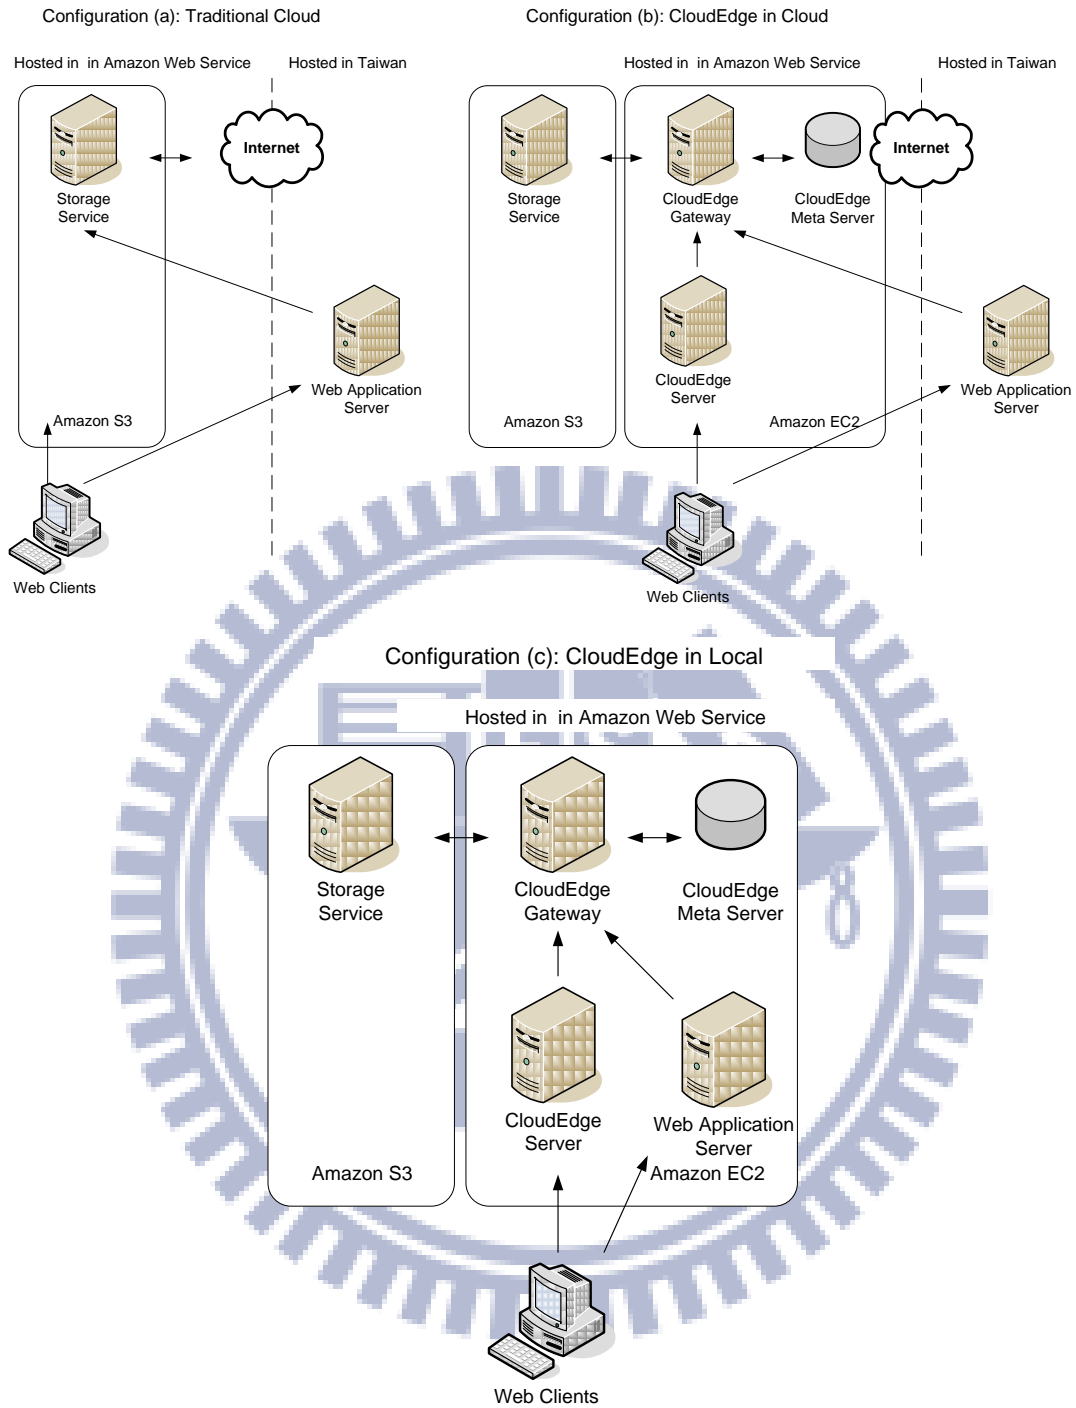 Configuration (a): Traditional Cloud
Hosted in  in Amazon Web Service
Hosted in Taiwan
Internet
Storage
Service
Web Application
Server
Amazon S3
Web Clients
Configuration (b): CloudEdge in Cloud
Hosted in  in Amazon Web Service
Hosted in Taiwan
Internet
Storage
Service
CloudEdge
Gateway
CloudEdge
Meta Server
CloudEdge
Server
Web Application
Server
Amazon S3
Amazon EC2
Web Clients
Configuration (c): CloudEdge in Local
Hosted in  in Amazon Web Service
Storage
Service
CloudEdge
Gateway
CloudEdge
Meta Server
CloudEdge
Server
Web Application
Server
Amazon S3
Amazon EC2
Web Clients